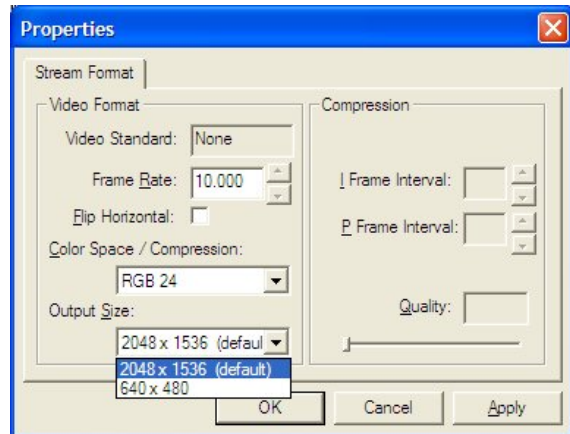 Properties
Stream Format
Video Format
Video Standard: None
Frame Rate: 10.000
Flip Horizontal:
Color Space / Compression:
RGB 24
Output Size:
2048 x 1536 (defaul
2048 x 1536 (default)
640 x 480
Compression
I Frame Interval:
P Frame Interval:
Quality:
OK
Cancel
Apply